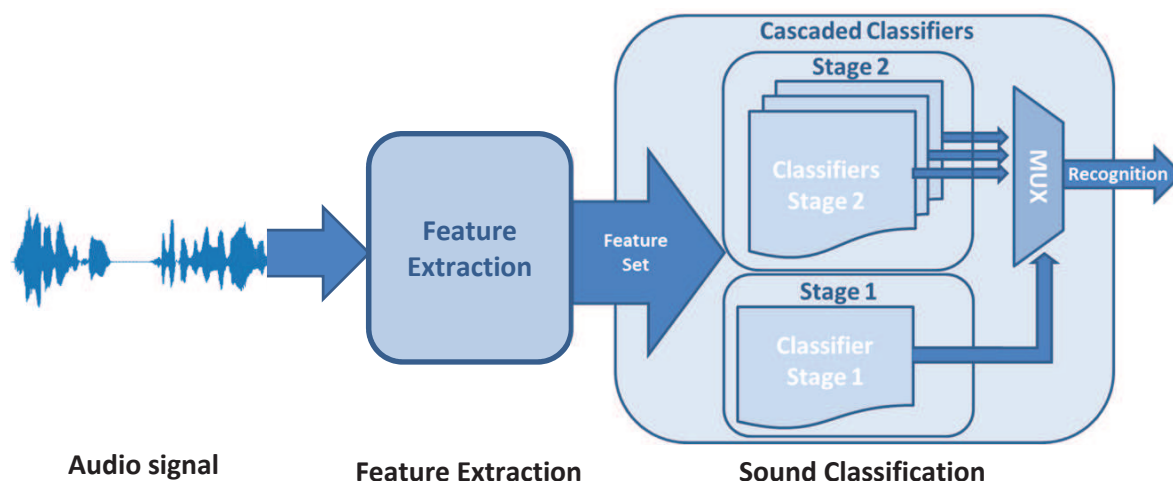 Cascaded Classifiers
Stage 2
Classifiers
Stage 2
MUX
Recognition
Feature
Extraction
Feature
Set
Stage 1
Classifier
Stage 1
Audio signal
Feature Extraction
Sound Classification